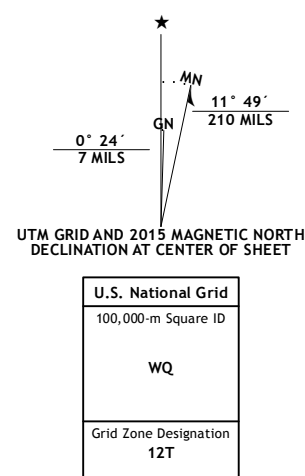 ★
MN
11° 49´
210 MILS
GN
0° 24´
7 MILS
UTM GRID AND 2015 MAGNETIC NORTH
DECLINATION AT CENTER OF SHEET
U.S. National Grid
100,000-m Square ID
WQ
Grid Zone Designation
12T